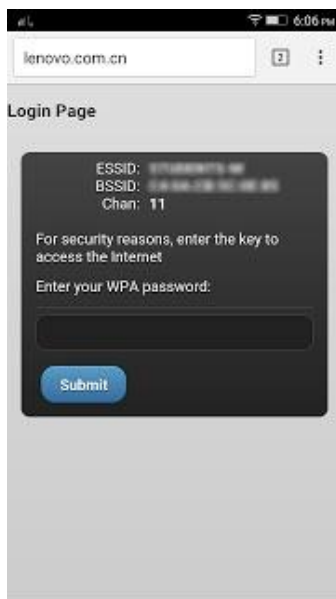 6:06 PM
lenovo.com.cn
2
Login Page
ESSID:
BSSID:
Chan: 11
For security reasons, enter the key to
access the Internet
Enter your WPA password:
Submit